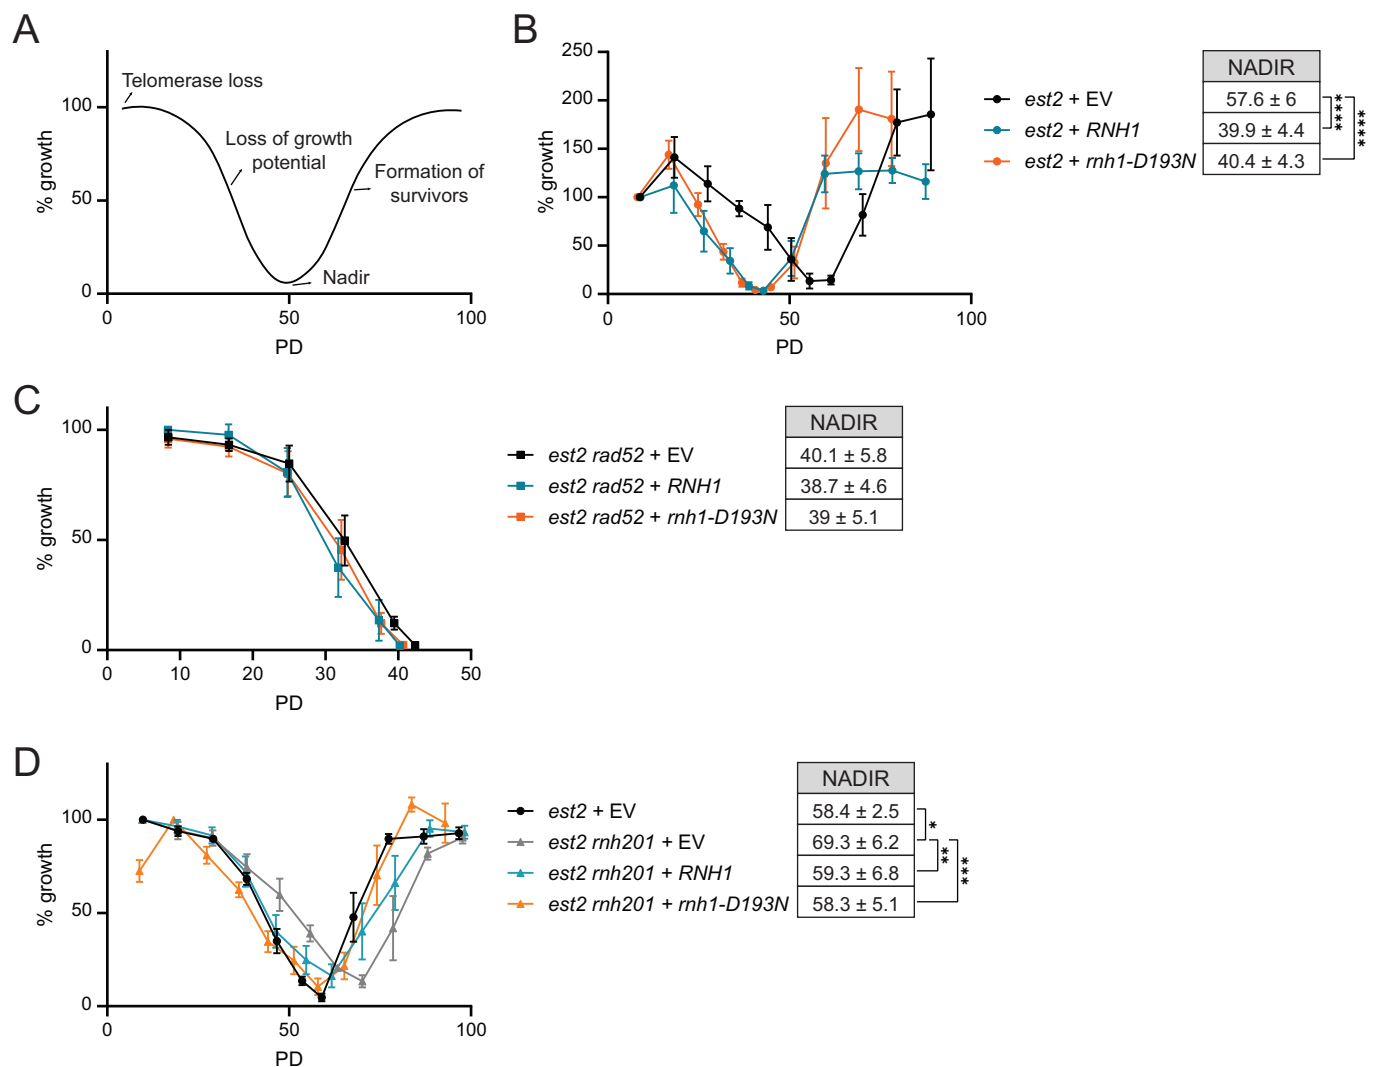 A
% growth
100
50
0
0
50
100
PD
Telomerase loss
Loss of growth
potential
Formation of
survivors
Nadir
B
% growth
250
200
150
100
50
0
0
50
100
PD
est2 + EV
est2 + RNH1
est2 + rnh1-D193N
NADIR
57.6 ± 6
39.9 ± 4.4
40.4 ± 4.3
****
****
C
% growth
100
50
0
0
10
20
30
40
50
PD
est2 rad52 + EV
est2 rad52 + RNH1
est2 rad52 + rnh1-D193N
NADIR
40.1 ± 5.8
38.7 ± 4.6
39 ± 5.1
D
% growth
100
50
0
0
50
100
PD
est2 + EV
est2 rnh201 + EV
est2 rnh201 + RNH1
est2 rnh201 + rnh1-D193N
NADIR
58.4 ± 2.5
69.3 ± 6.2
59.3 ± 6.8
58.3 ± 5.1
*
**
***